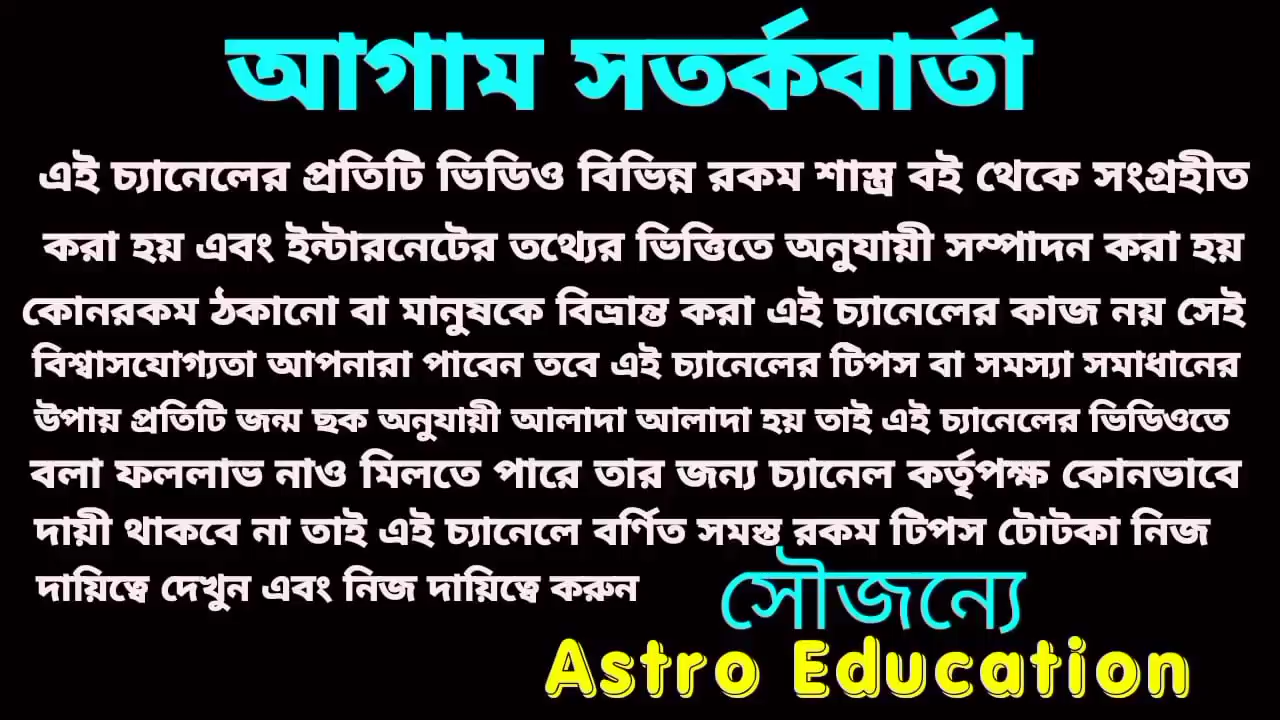 আগাম সতর্কবার্তা
এই চ্যানেলের প্রতিটি ভিডিও বিভিন্ন রকম শাস্ত্র বই থেকে সংগ্রহীত
করা হয় এবং ইন্টারনেটের তথ্যের ভিত্তিতে অনুযায়ী সম্পাদন করা হয়
কোনরকম ঠকানো বা মানুষকে বিভ্রান্ত করা এই চ্যানেলের কাজ নয় সেই
বিশ্বাসযোগ্যতা আপনারা পাবেন তবে এই চ্যানেলের টিপস বা সমস্যা সমাধানের
উপায় প্রতিটি জন্ম ছক অনুযায়ী আলাদা আলাদা হয় তাই এই চ্যানেলের ভিডিওতে
বলা ফললাভ নাও মিলতে পারে তার জন্য চ্যানেল কর্তৃপক্ষ কোনভাবে
দায়ী থাকবে না তাই এই চ্যানেলে বর্ণিত সমস্ত রকম টিপস টোটকা নিজ
দায়িত্বে দেখুন এবং নিজ দায়িত্বে করুন
সৌজন্যে
Astro Education